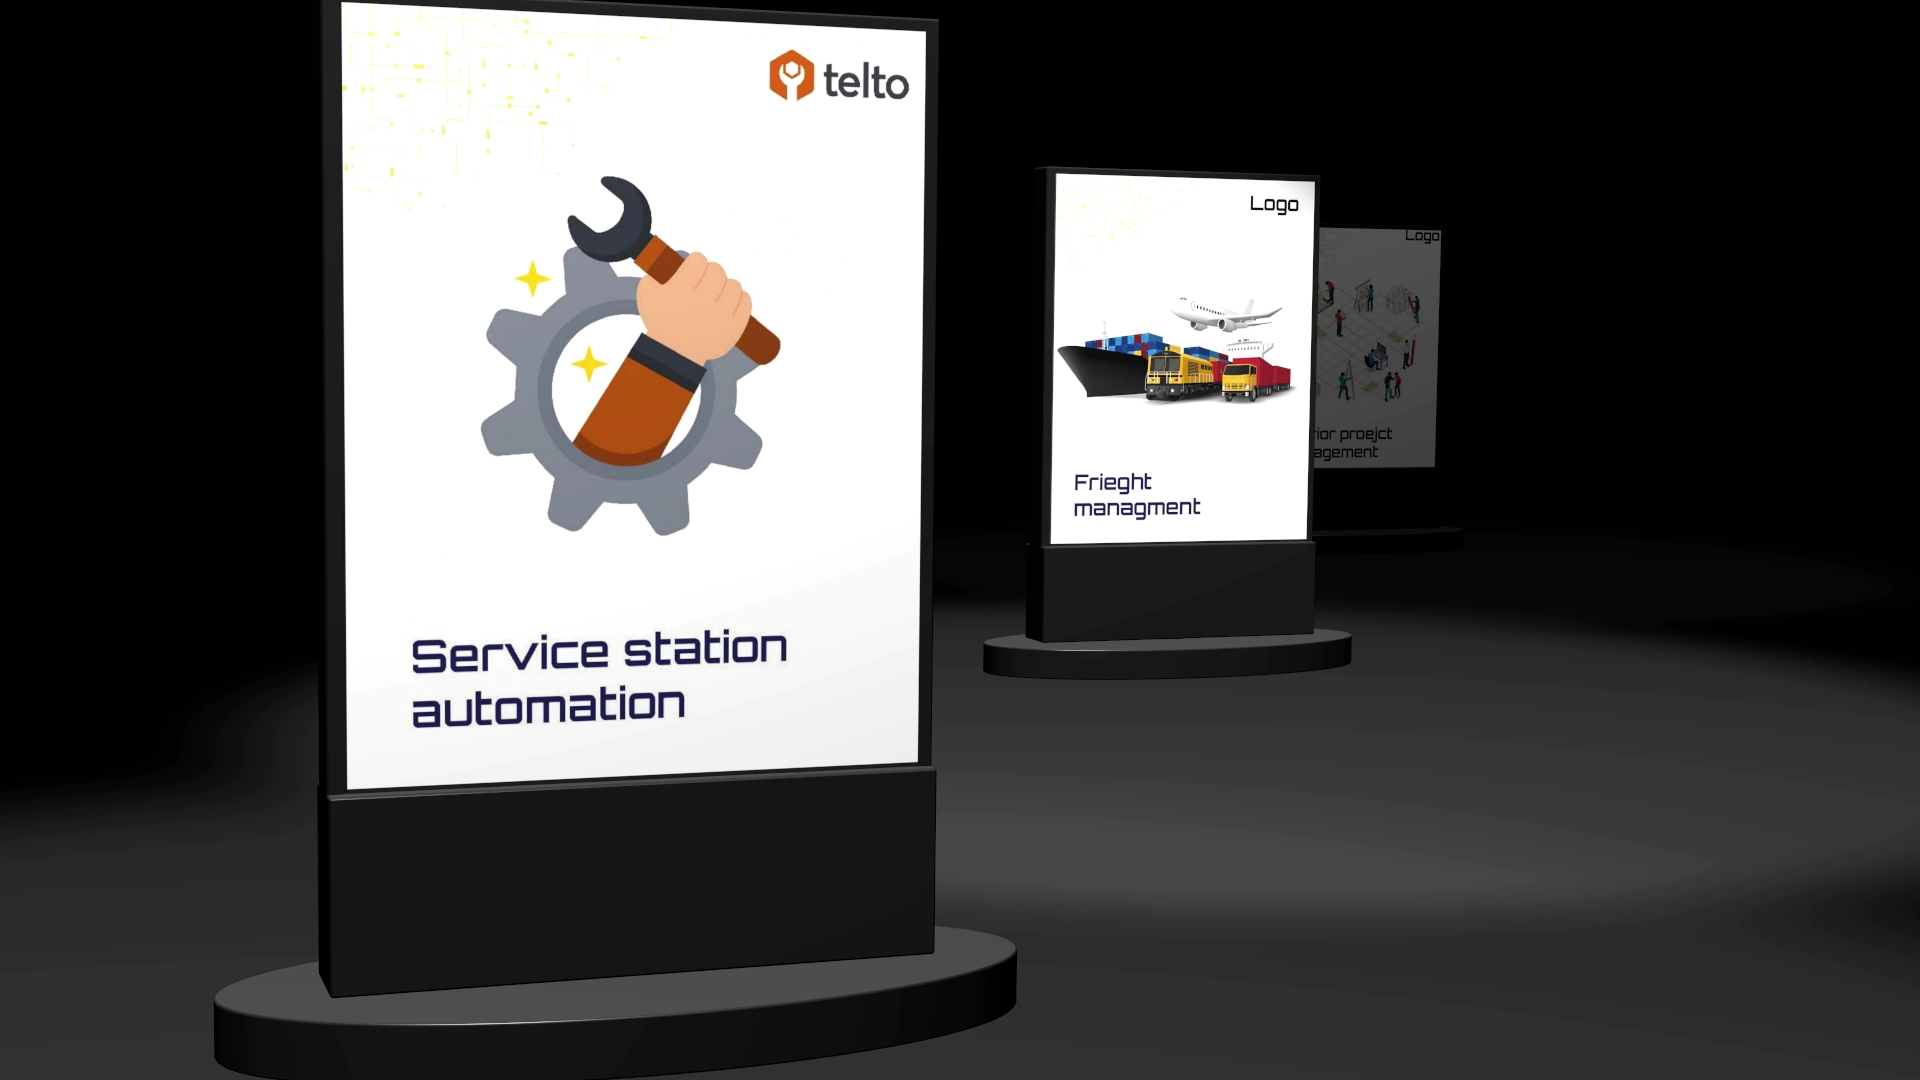 telto
Service station
automation
Logo
Frieght
managment
Logo
ior proejct
agement